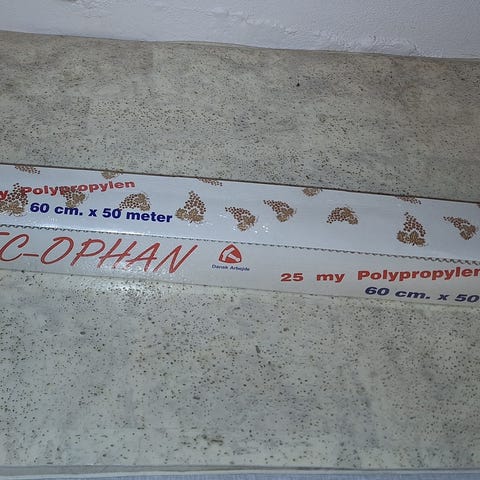 my Polypropylen
60 cm. x 50 meter
C-OPHAN
Dansk Arbejde
25 my Polypropylen
60 cm. x 50